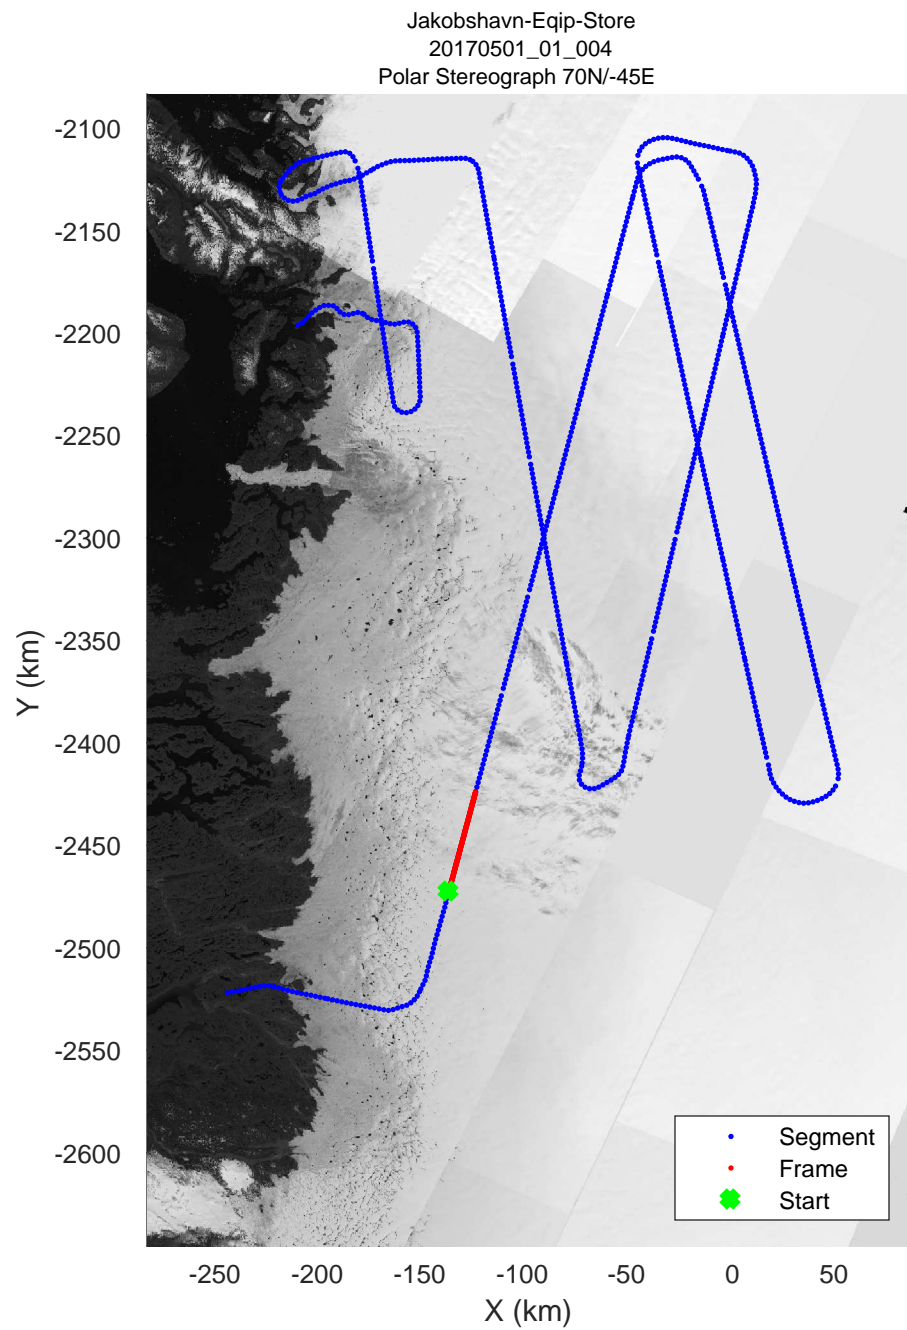 Jakobshavn-Eqip-Store
20170501_01_004
Polar Stereograph 70N/-45E
-2100
-2150
-2200
-2250
-2300
-2350
-2400
-2450
-2500
-2550
-2600
Y (km)
Segment
Frame
Start
-250 -200 -150 -100 -50 0 50
X (km)